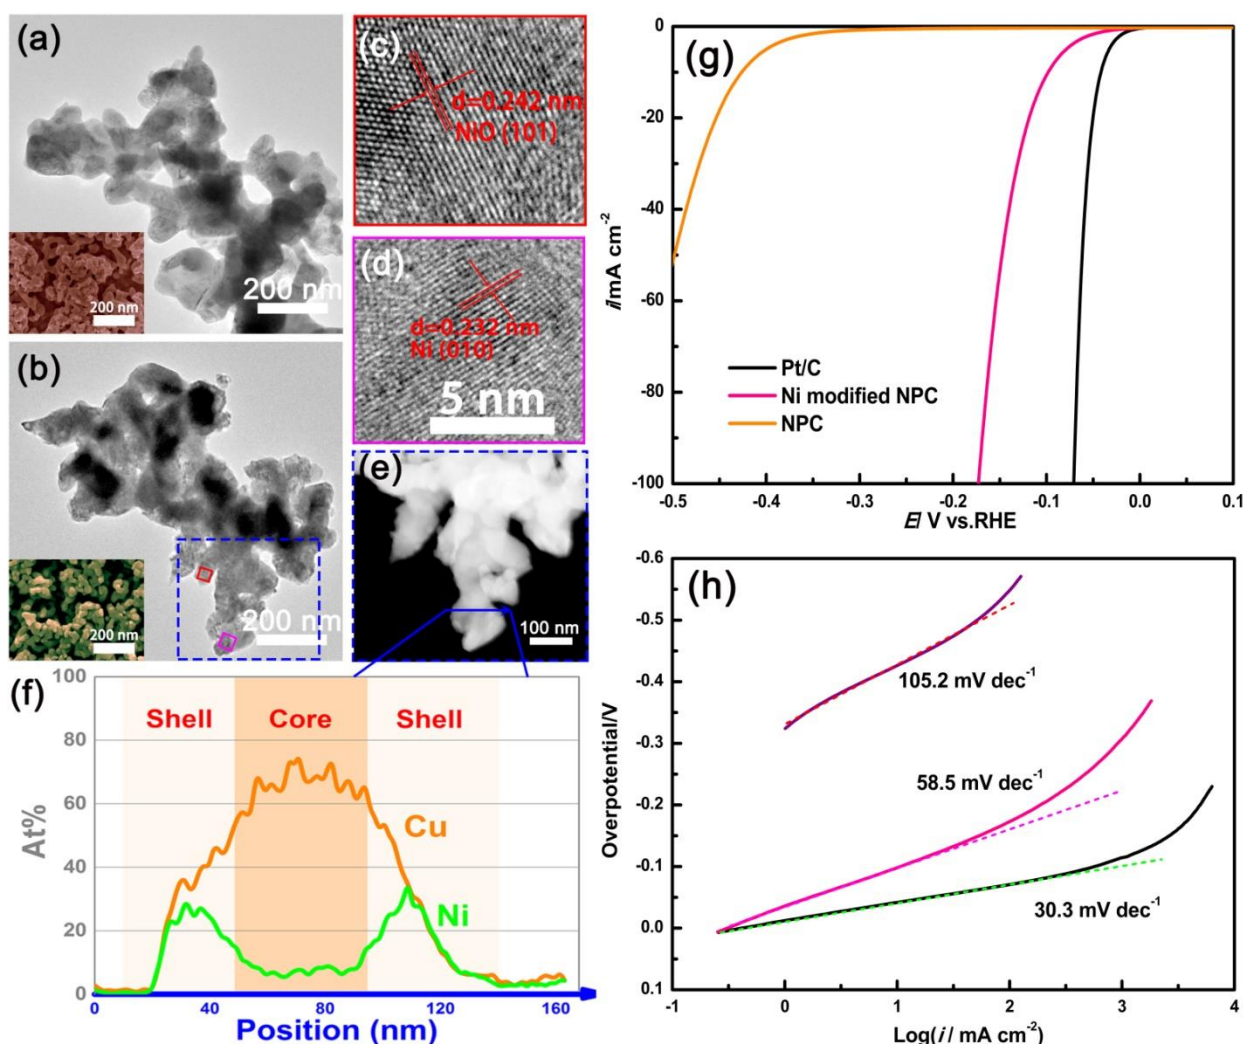 (a)
200 nm
200 nm
(b)
200 nm
200 nm
(c)
d=0.242 nm
NiO (101)
(d)
d=0.232 nm
Ni (010)
5 nm
(e)
100 nm
(f)
100
80
60
40
20
0
At%
Shell
Core
Shell
Cu
Ni
0
40
80
120
160
Position (nm)
(g)
0
-20
-40
-60
-80
-100
i/mA cm⁻²
Pt/C
Ni modified NPC
NPC
-0.5
-0.4
-0.3
-0.2
-0.1
0.0
0.1
E/ V vs.RHE
(h)
-0.6
-0.5
-0.4
-0.3
-0.2
-0.1
0.0
0.1
Overpotential/V
105.2 mV dec⁻¹
58.5 mV dec⁻¹
30.3 mV dec⁻¹
-1
0
1
2
3
4
Log(i / mA cm⁻²)